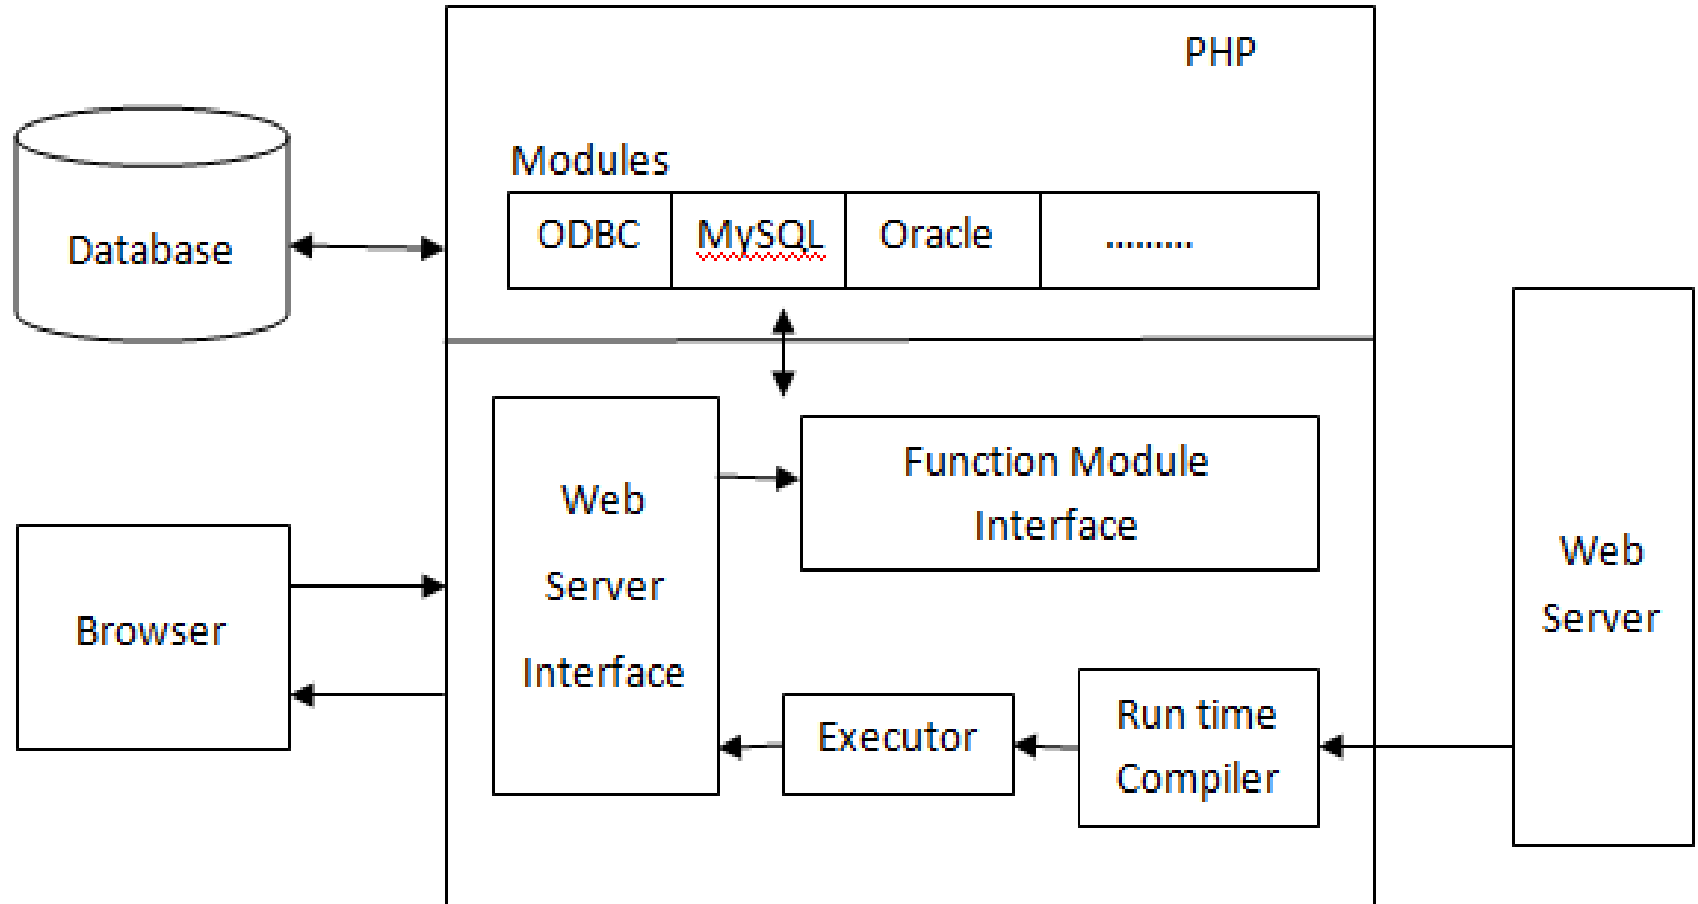 PHP
Modules
ODBC MySQL Oracle .........
Database
Web
Server
Interface
Function Module
Interface
Browser
Executor
Run time
Compiler
Web
Server